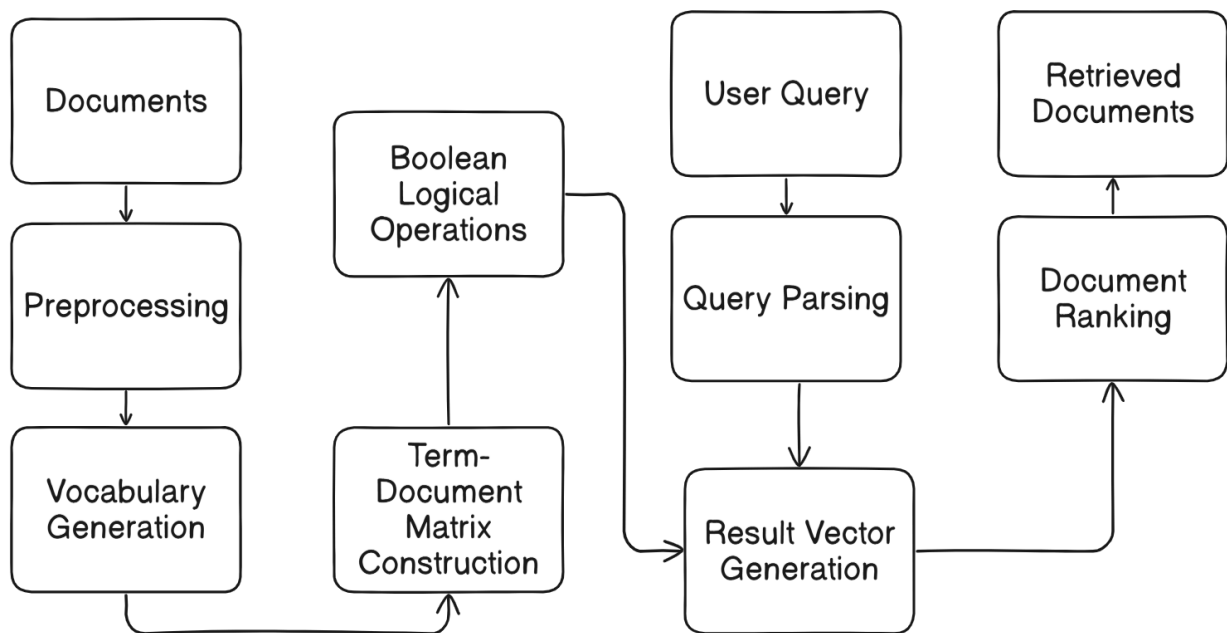 Documents
Preprocessing
Vocabulary
Generation
Term-
Document
Matrix
Construction
Boolean
Logical
Operations
User Query
Query Parsing
Result Vector
Generation
Document
Ranking
Retrieved
Documents